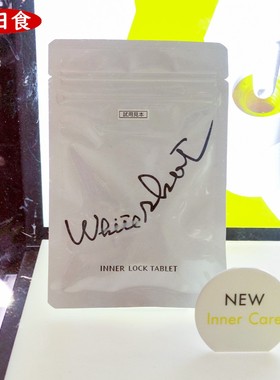 日食
試用見本
White Shot
INNER LOCK TABLET
NEW
Inner Care